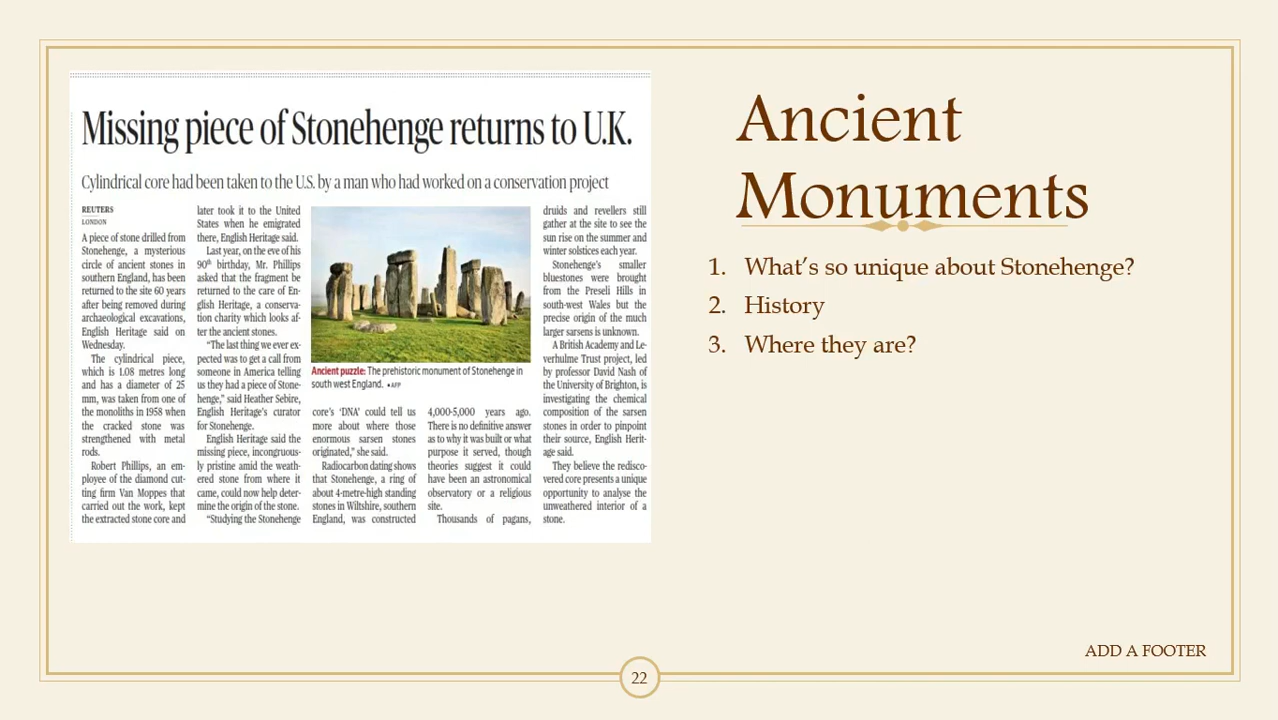 Missing piece of Stonehenge returns to U.K.
Cylindrical core had been taken to the U.S. by a man who had worked on a conservation project
REUTERS
LONDON
A piece of stone drilled from
Stonehenge, a mysterious
circle of ancient stones in
southern England, has been
returned to the site 60 years
after being removed during
archaeological excavations,
English Heritage said on
Wednesday.
The cylindrical piece,
which is 1.08 metres long
and has a diameter of 25
mm, was taken from one of
the monoliths in 1958 when
the cracked stone was
strengthened with metal
rods.
Robert Phillips, an em-
ployee of the diamond cut-
ting firm Van Moppes that
carried out the work, kept
the extracted stone core and
later took it to the United
States when he emigrated
there, English Heritage said.
Last year, on the eve of his
90th birthday, Mr. Phillips
asked that the fragment be
returned to the care of En-
glish Heritage, a conserva-
tion charity which looks af-
ter the ancient stones.
“The last thing we ever ex-
pected was to get a call from
someone in America telling
us they had a piece of Stone-
henge,” said Heather Sebire,
English Heritage’s curator
for Stonehenge.
English Heritage said the
missing piece, incongruous-
ly pristine amid the weath-
ered stone from where it
came, could now help deter-
mine the origin of the stone.
“Studying the Stonehenge
Ancient puzzle: The prehistoric monument of Stonehenge in
south west England. •AFP
core’s ‘DNA’ could tell us
more about where those
enormous sarsen stones
originated,” she said.
Radiocarbon dating shows
that Stonehenge, a ring of
about 4-metre-high standing
stones in Wiltshire, southern
England, was constructed
4,000-5,000 years ago.
There is no definitive answer
as to why it was built or what
purpose it served, though
theories suggest it could
have been an astronomical
observatory or a religious
site.
Thousands of pagans,
druids and revellers still
gather at the site to see the
sun rise on the summer and
winter solstices each year.
Stonehenge’s smaller
bluestones were brought
from the Preseli Hills in
south-west Wales but the
precise origin of the much
larger sarsens is unknown.
A British Academy and Le-
verhulme Trust project, led
by professor David Nash of
the University of Brighton, is
investigating the chemical
composition of the sarsen
stones in order to pinpoint
their source, English Herit-
age said.
They believe the redisco-
vered core presents a unique
opportunity to analyse the
unweathered interior of a
stone.
Ancient
Monuments
1. What’s so unique about Stonehenge?
2. History
3. Where they are?
ADD A FOOTER
22